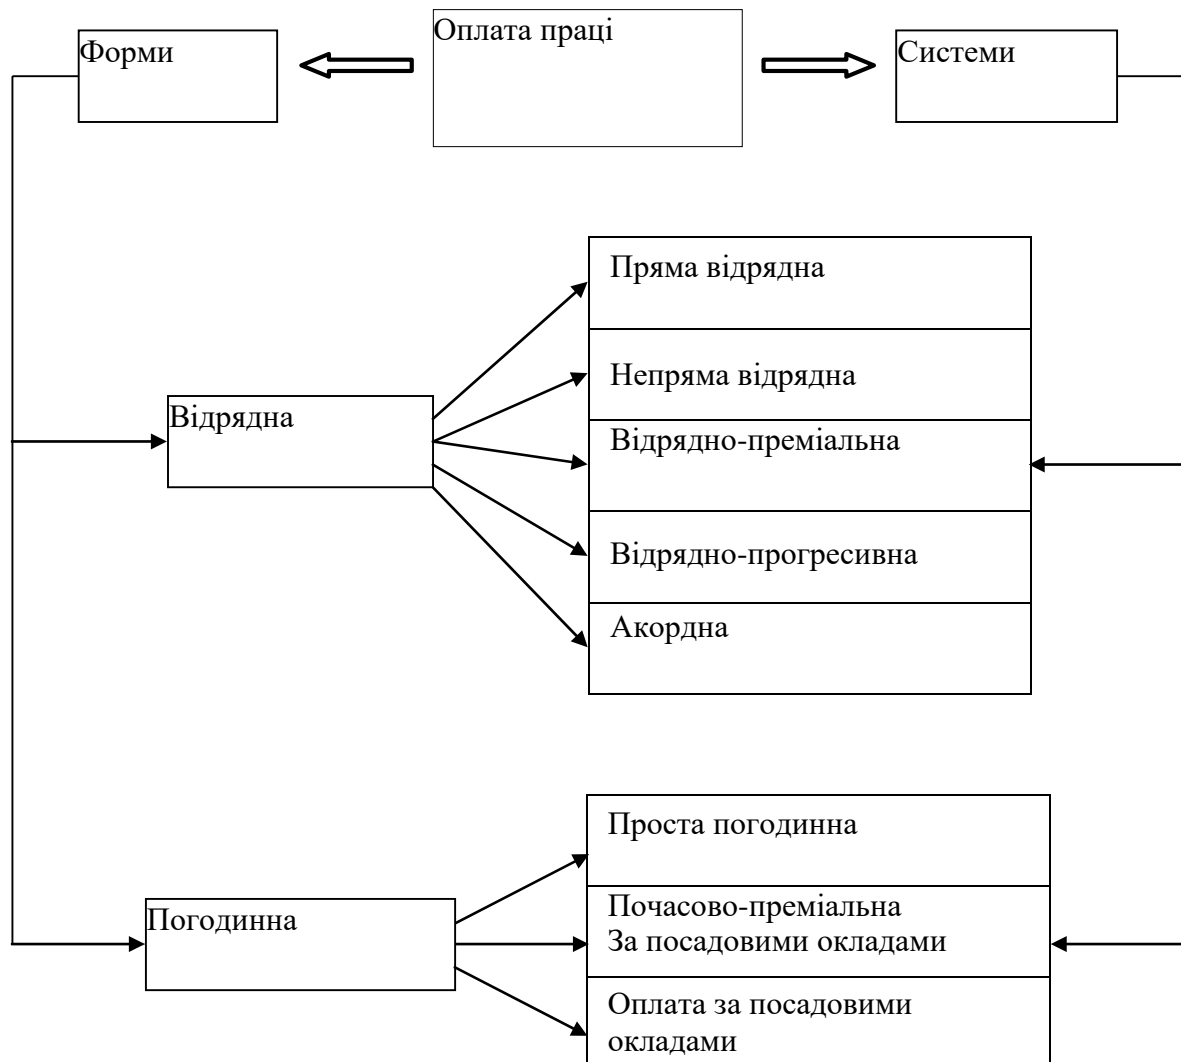 Форми
Оплата праці
Системи
Пряма відрядна
Непряма відрядна
Відрядна
Відрядно-преміальна
Відрядно-прогресивна
Акордна
Проста погодинна
Погодинна
Почасово-преміальна
За посадовими окладами
Оплата за посадовими
окладами